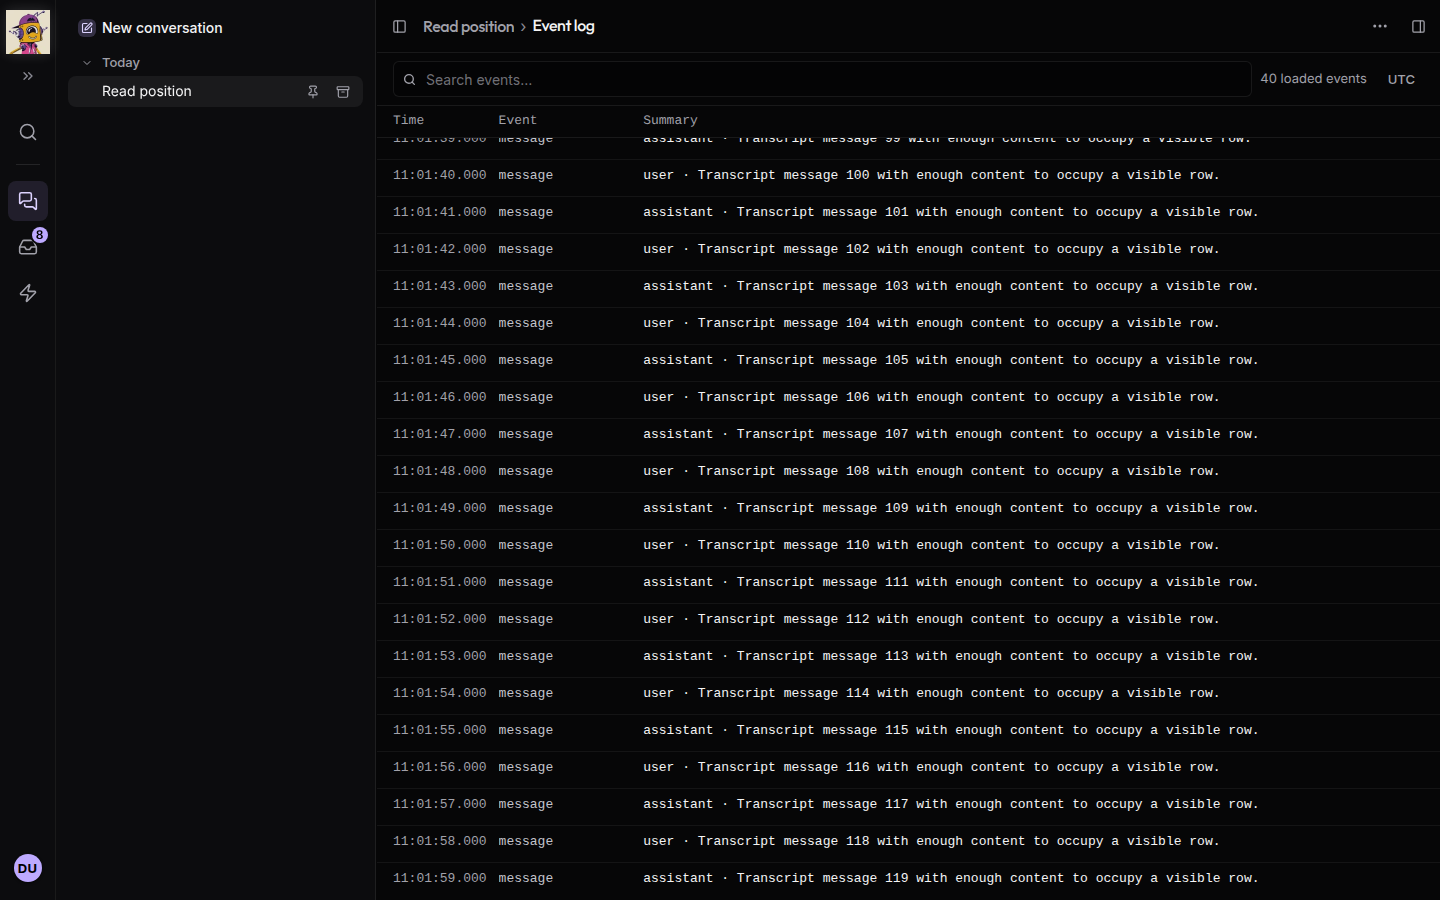 New conversation
Today
Read position
8
DU
Read position › Event log
Search events...
40 loaded events
UTC
Time Event Summary
11:01:39.000 message assistant · Transcript message 99 with enough content to occupy a visible row.
11:01:40.000 message user · Transcript message 100 with enough content to occupy a visible row.
11:01:41.000 message assistant · Transcript message 101 with enough content to occupy a visible row.
11:01:42.000 message user · Transcript message 102 with enough content to occupy a visible row.
11:01:43.000 message assistant · Transcript message 103 with enough content to occupy a visible row.
11:01:44.000 message user · Transcript message 104 with enough content to occupy a visible row.
11:01:45.000 message assistant · Transcript message 105 with enough content to occupy a visible row.
11:01:46.000 message user · Transcript message 106 with enough content to occupy a visible row.
11:01:47.000 message assistant · Transcript message 107 with enough content to occupy a visible row.
11:01:48.000 message user · Transcript message 108 with enough content to occupy a visible row.
11:01:49.000 message assistant · Transcript message 109 with enough content to occupy a visible row.
11:01:50.000 message user · Transcript message 110 with enough content to occupy a visible row.
11:01:51.000 message assistant · Transcript message 111 with enough content to occupy a visible row.
11:01:52.000 message user · Transcript message 112 with enough content to occupy a visible row.
11:01:53.000 message assistant · Transcript message 113 with enough content to occupy a visible row.
11:01:54.000 message user · Transcript message 114 with enough content to occupy a visible row.
11:01:55.000 message assistant · Transcript message 115 with enough content to occupy a visible row.
11:01:56.000 message user · Transcript message 116 with enough content to occupy a visible row.
11:01:57.000 message assistant · Transcript message 117 with enough content to occupy a visible row.
11:01:58.000 message user · Transcript message 118 with enough content to occupy a visible row.
11:01:59.000 message assistant · Transcript message 119 with enough content to occupy a visible row.